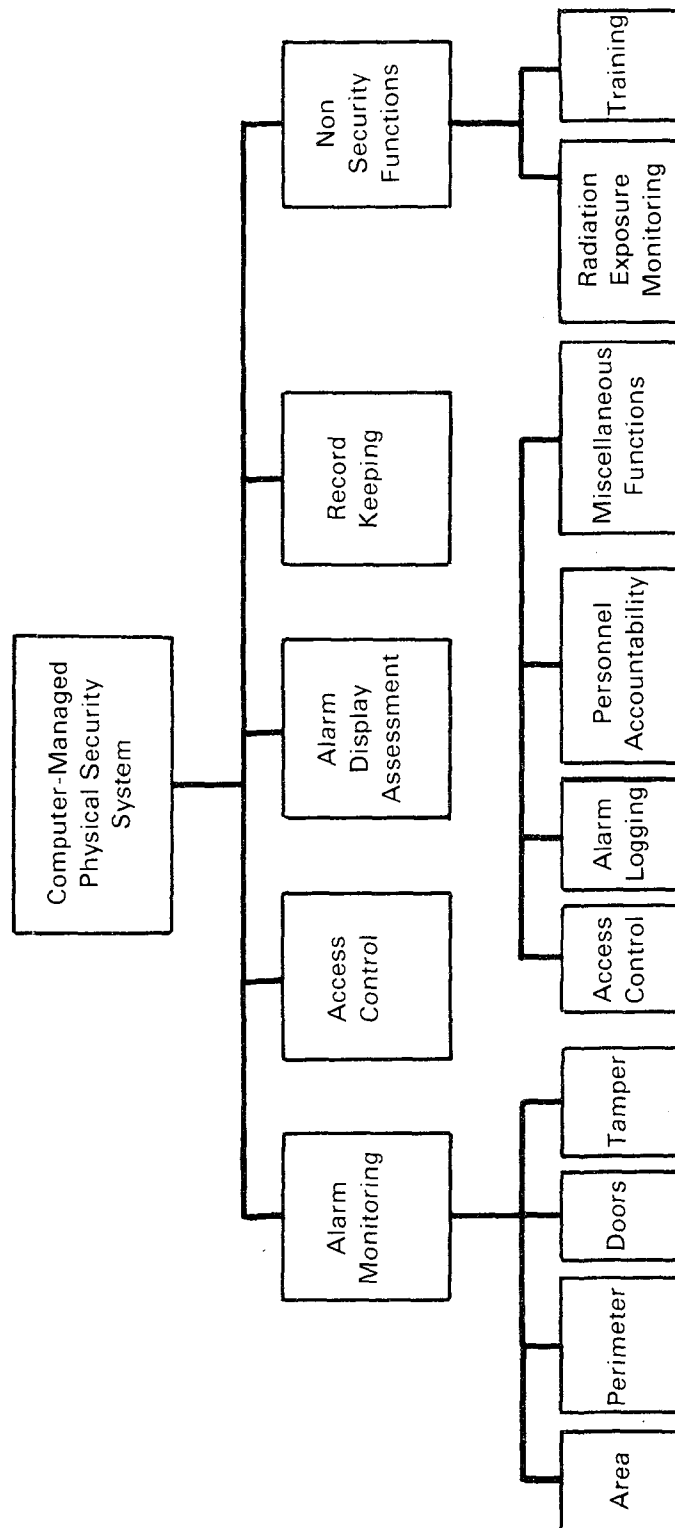 Computer-Managed
Physical Security
System
Alarm
Monitoring
Access
Control
Alarm
Display
Assessment
Record
Keeping
Non
Security
Functions
Area
Perimeter
Doors
Tamper
Access
Control
Alarm
Logging
Personnel
Accountability
Miscellaneous
Functions
Radiation
Exposure
Monitoring
Training